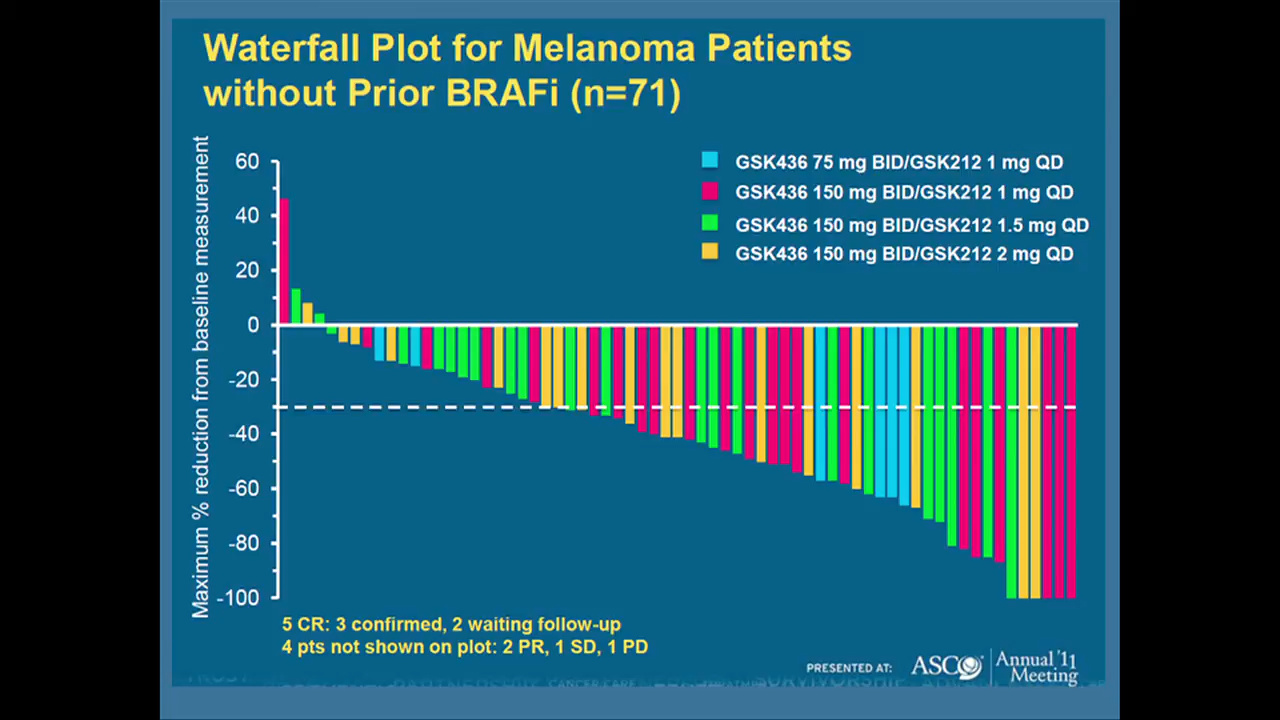 Waterfall Plot for Melanoma Patients
without Prior BRAFi (n=71)
Maximum % reduction from baseline measurement
60
40
20
0
-20
-40
-60
-80
-100
GSK436 75 mg BID/GSK212 1 mg QD
GSK436 150 mg BID/GSK212 1 mg QD
GSK436 150 mg BID/GSK212 1.5 mg QD
GSK436 150 mg BID/GSK212 2 mg QD
5 CR: 3 confirmed, 2 waiting follow-up
4 pts not shown on plot: 2 PR, 1 SD, 1 PD
PRESENTED AT: ASCO Annual '11
Meeting
CANCER CARE
SURVIVORSHIP